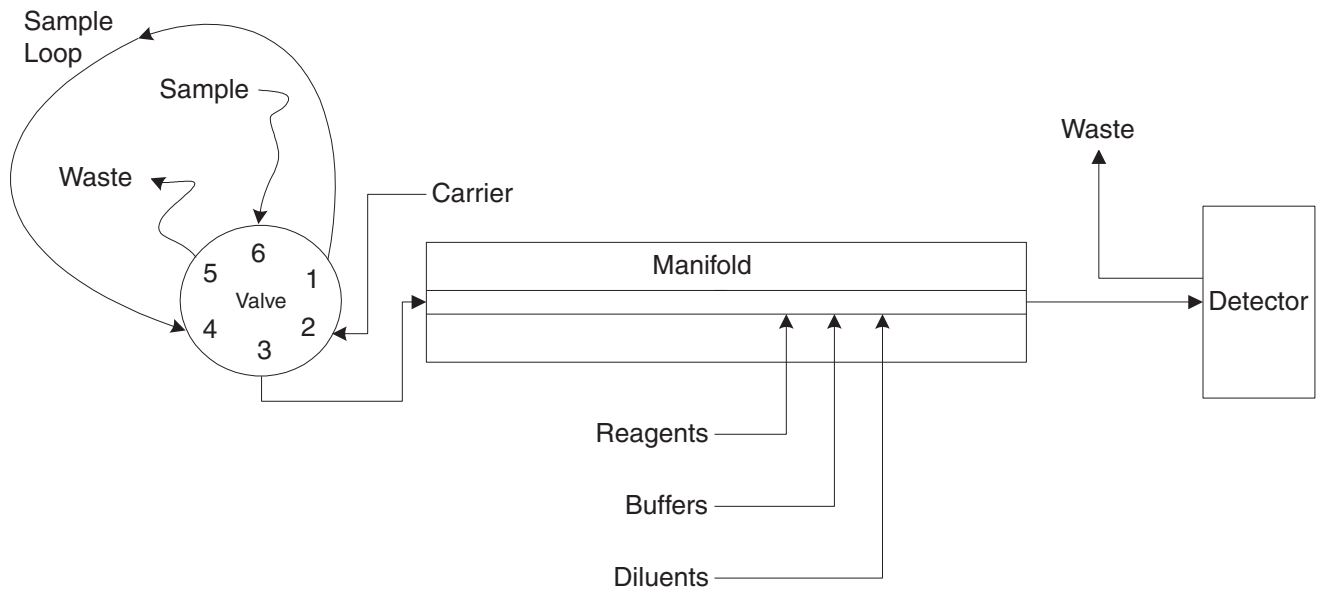 Sample
Loop
Sample
Waste
Waste
Carrier
6
5
1
Valve
4
2
3
Manifold
Detector
Reagents
Buffers
Diluents